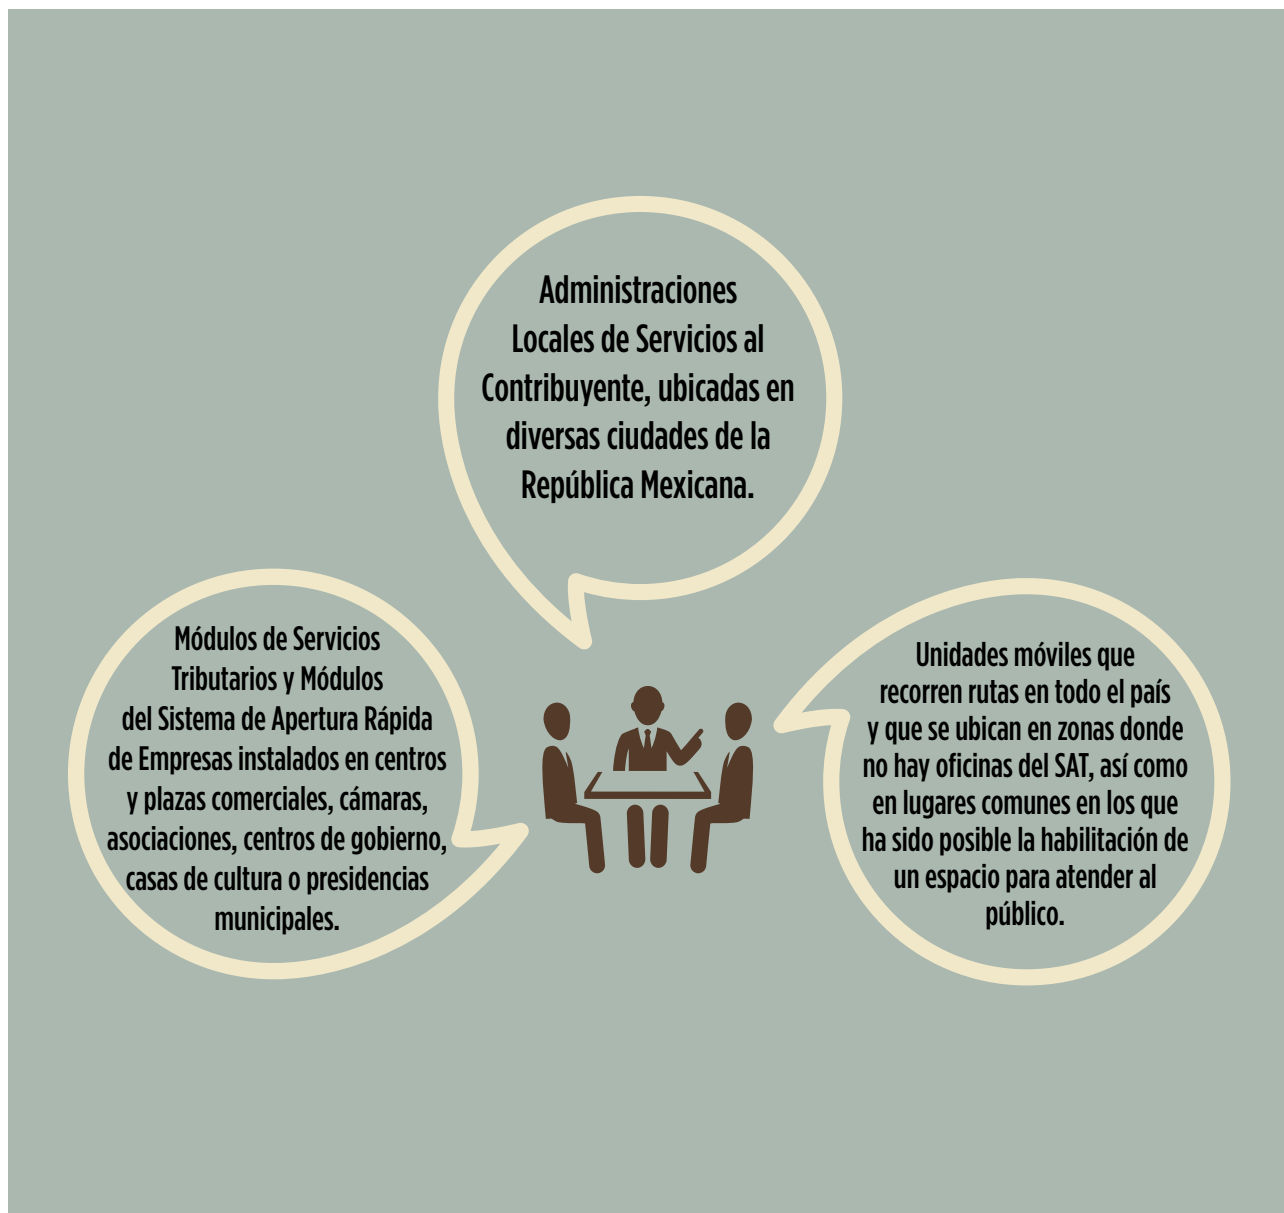 Administraciones
Locales de Servicios al
Contribuyente, ubicadas en
diversas ciudades de la
República Mexicana.
Módulos de Servicios
Tributarios y Módulos
del Sistema de Apertura Rápida
de Empresas instalados en centros
y plazas comerciales, cámaras,
asociaciones, centros de gobierno,
casas de cultura o presidencias
municipales.
Unidades móviles que
recorren rutas en todo el país
y que se ubican en zonas donde
no hay oficinas del SAT, así como
en lugares comunes en los que
ha sido posible la habilitación de
un espacio para atender al
público.